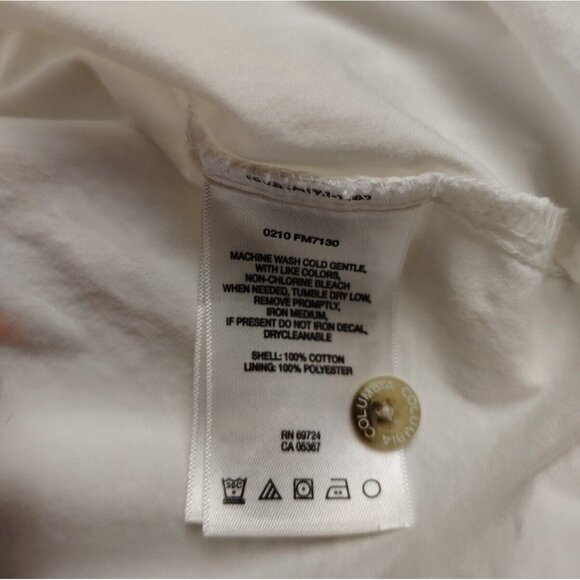 0210 FM7130
MACHINE WASH COLD GENTLE,
WITH LIKE COLORS,
NON-CHLORINE BLEACH
WHEN NEEDED, TUMBLE DRY LOW,
REMOVE PROMPTLY,
IRON MEDIUM,
IF PRESENT DO NOT IRON DECAL,
DRYCLEANABLE
SHELL: 100% COTTON
LINING: 100% POLYESTER
COLUMBIA COLUMBIA
RN 69724
CA 05367
30C